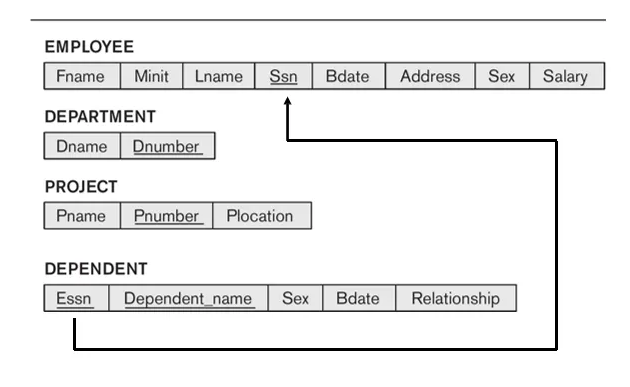 EMPLOYEE
Fname Minit Lname Ssn Bdate Address Sex Salary
DEPARTMENT
Dname Dnumber
PROJECT
Pname Pnumber Plocation
DEPENDENT
Essn Dependent_name Sex Bdate Relationship